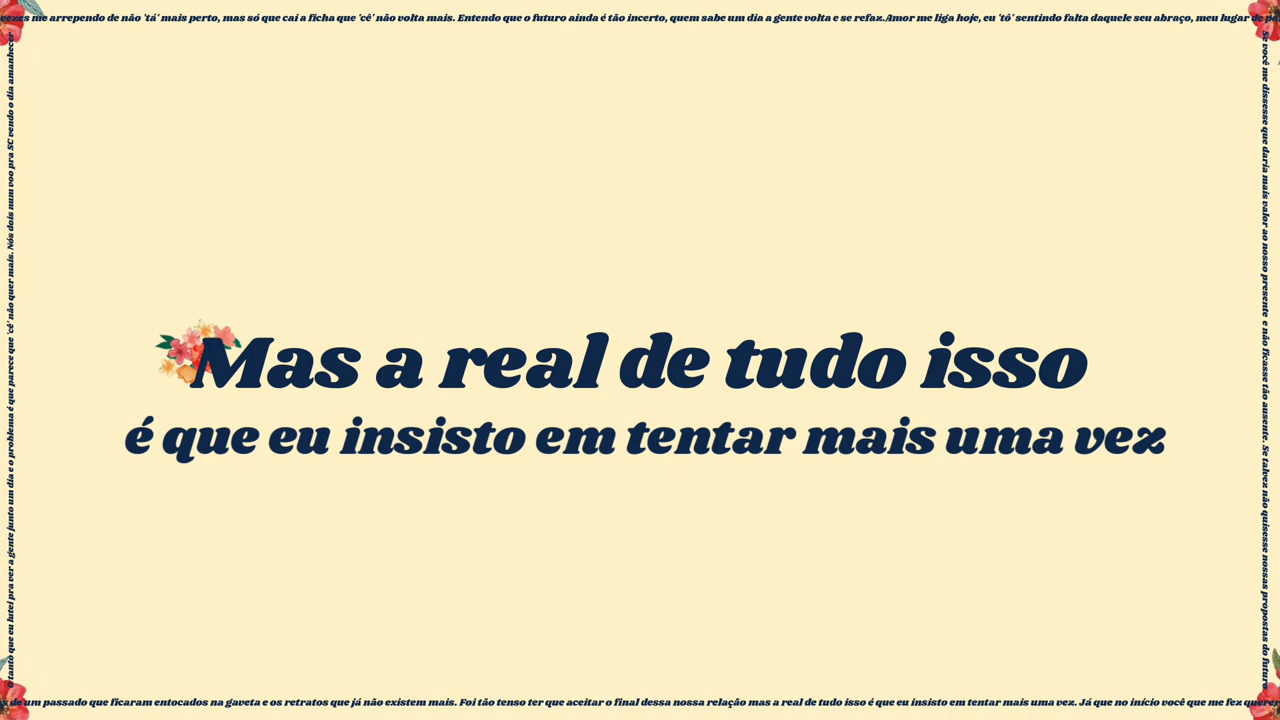 vezes me arrependo de não 'tá' mais perto, mas só que cai a ficha que 'cê' não volta mais. Entendo que o futuro ainda é tão incerto, quem sabe um dia a gente volta e se refaz.Amor me liga hoje, eu 'tô' sentindo falta daquele seu abraço, meu lugar de
tanto que eu lutei pra ver a gente junto um dia e o problema é que parece que 'cê' não quer mais. Nós dois num voo pra SC vendo o dia amanhecer
Se você me dissesse que daria mais valor ao nosso presente e não ficasse tão ausente. Se talvez não quisesse nossas propostas do futuro
Mas a real de tudo isso
é que eu insisto em tentar mais uma vez
de um passado que ficaram entocados na gaveta e os retratos que já não existem mais. Foi tão tenso ter que aceitar o final dessa nossa relação mas a real de tudo isso é que eu insisto em tentar mais uma vez. Já que no início você que me fez